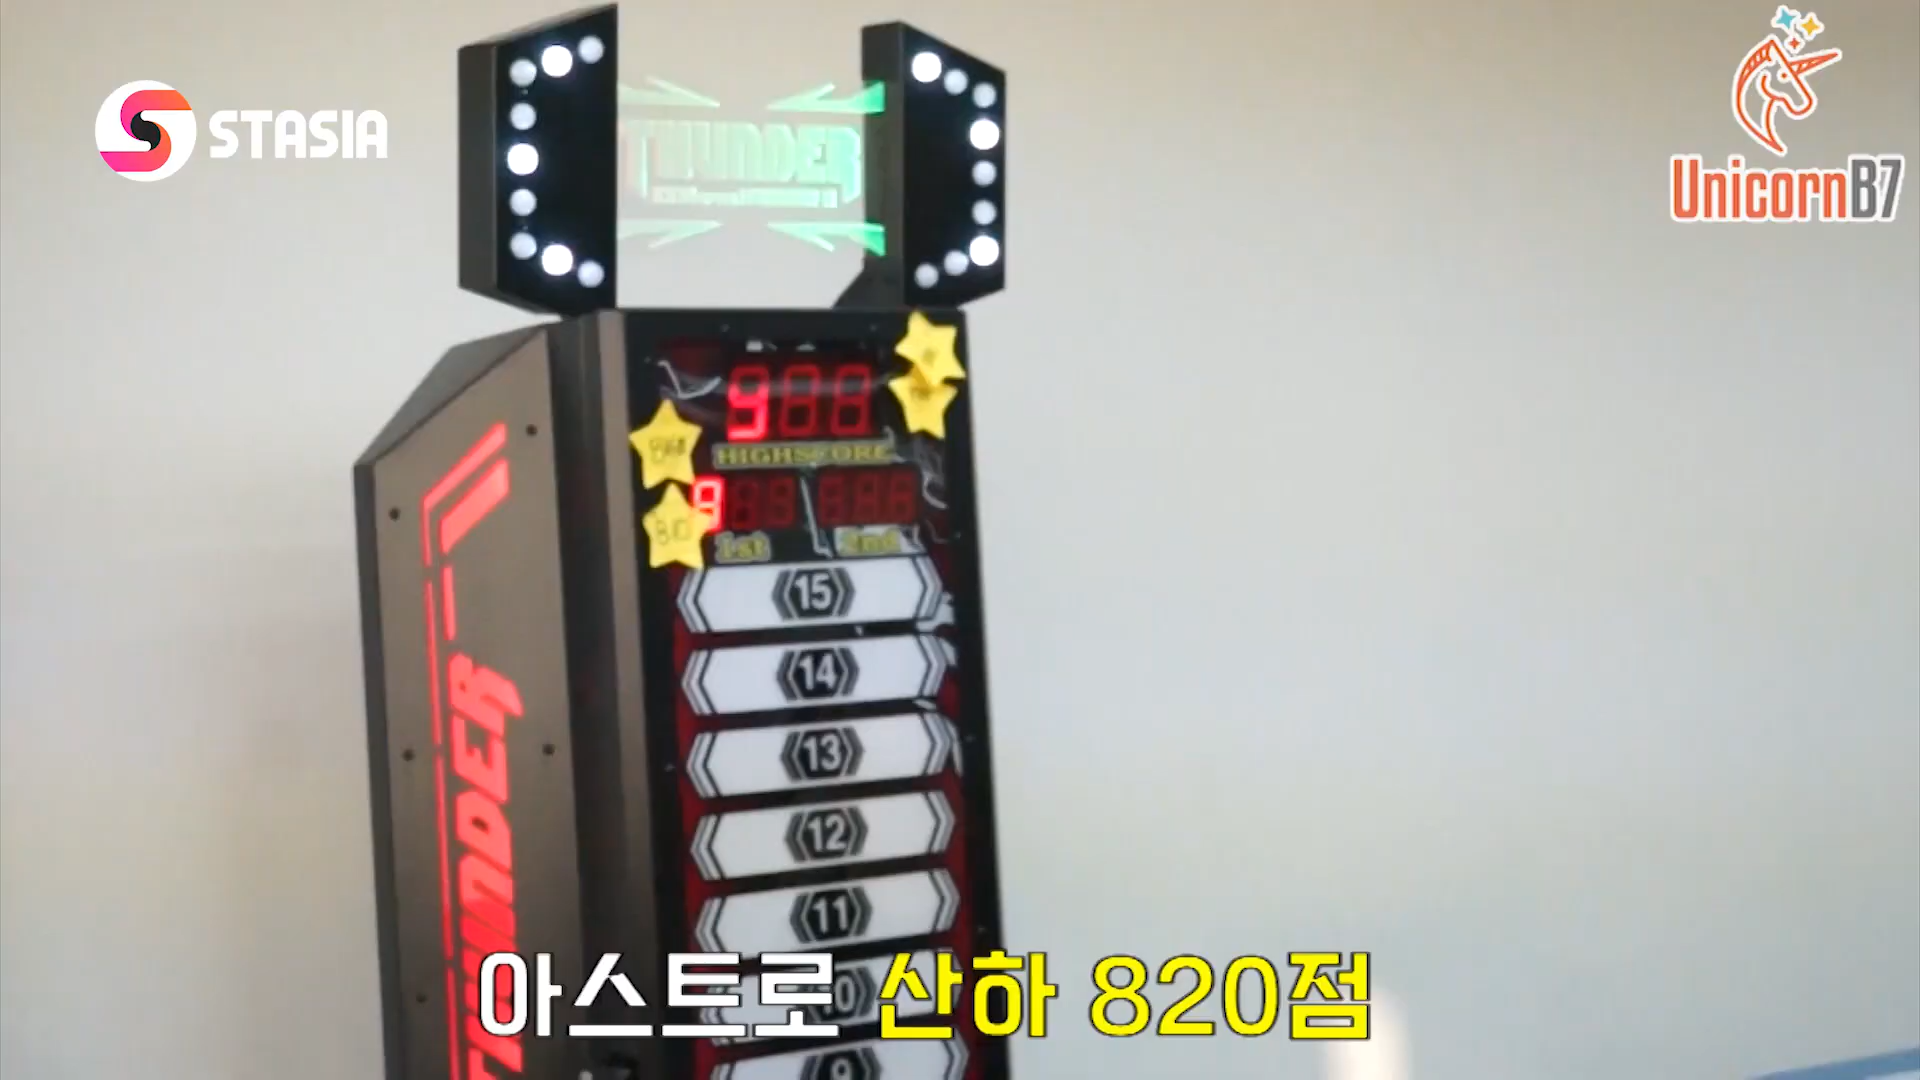 STASIA
UnicornB7
THUNDER
HIGHSCORE
1st
2nd
15
14
13
12
11
9
THUNDER
아스트로 산하 820점